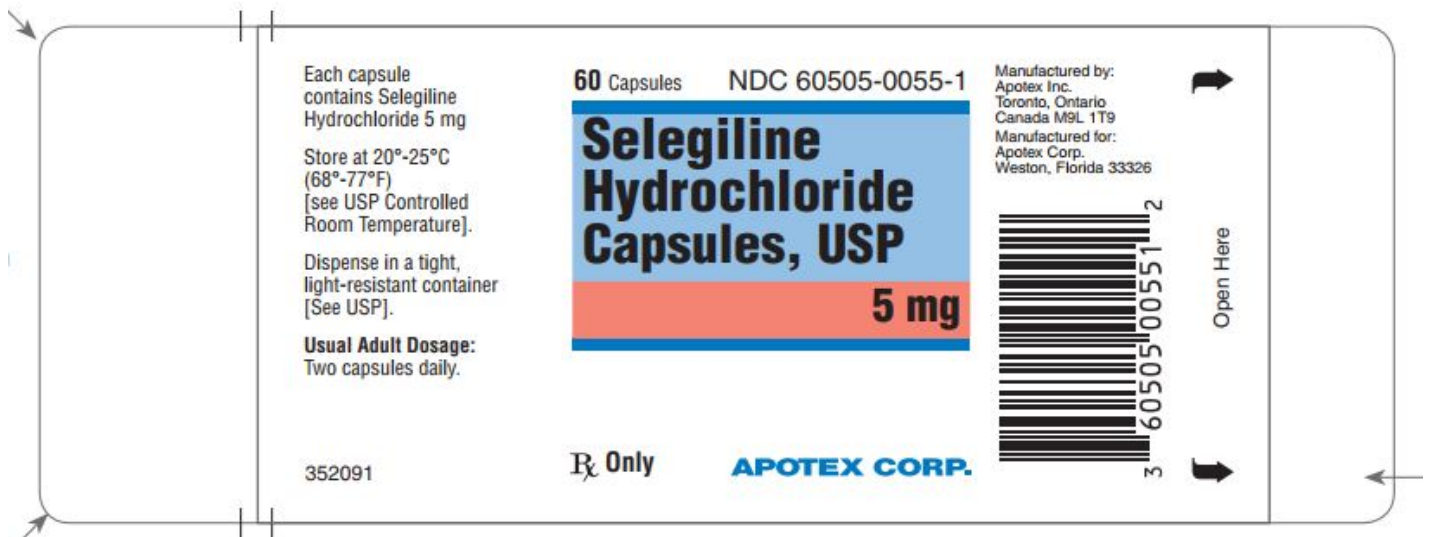 Each capsule
contains Selegiline
Hydrochloride 5 mg
Store at 20°-25°C
(68°-77°F)
[see USP Controlled
Room Temperature].
Dispense in a tight,
light-resistant container
[See USP].
Usual Adult Dosage:
Two capsules daily.
352091
60 Capsules NDC 60505-0055-1
Selegiline
Hydrochloride
Capsules, USP
5 mg
℞ Only
APOTEX CORP.
Manufactured by:
Apotex Inc.
Toronto, Ontario
Canada M9L 1T9
Manufactured for:
Apotex Corp.
Weston, Florida 33326
3 60505 00551 2
Open Here